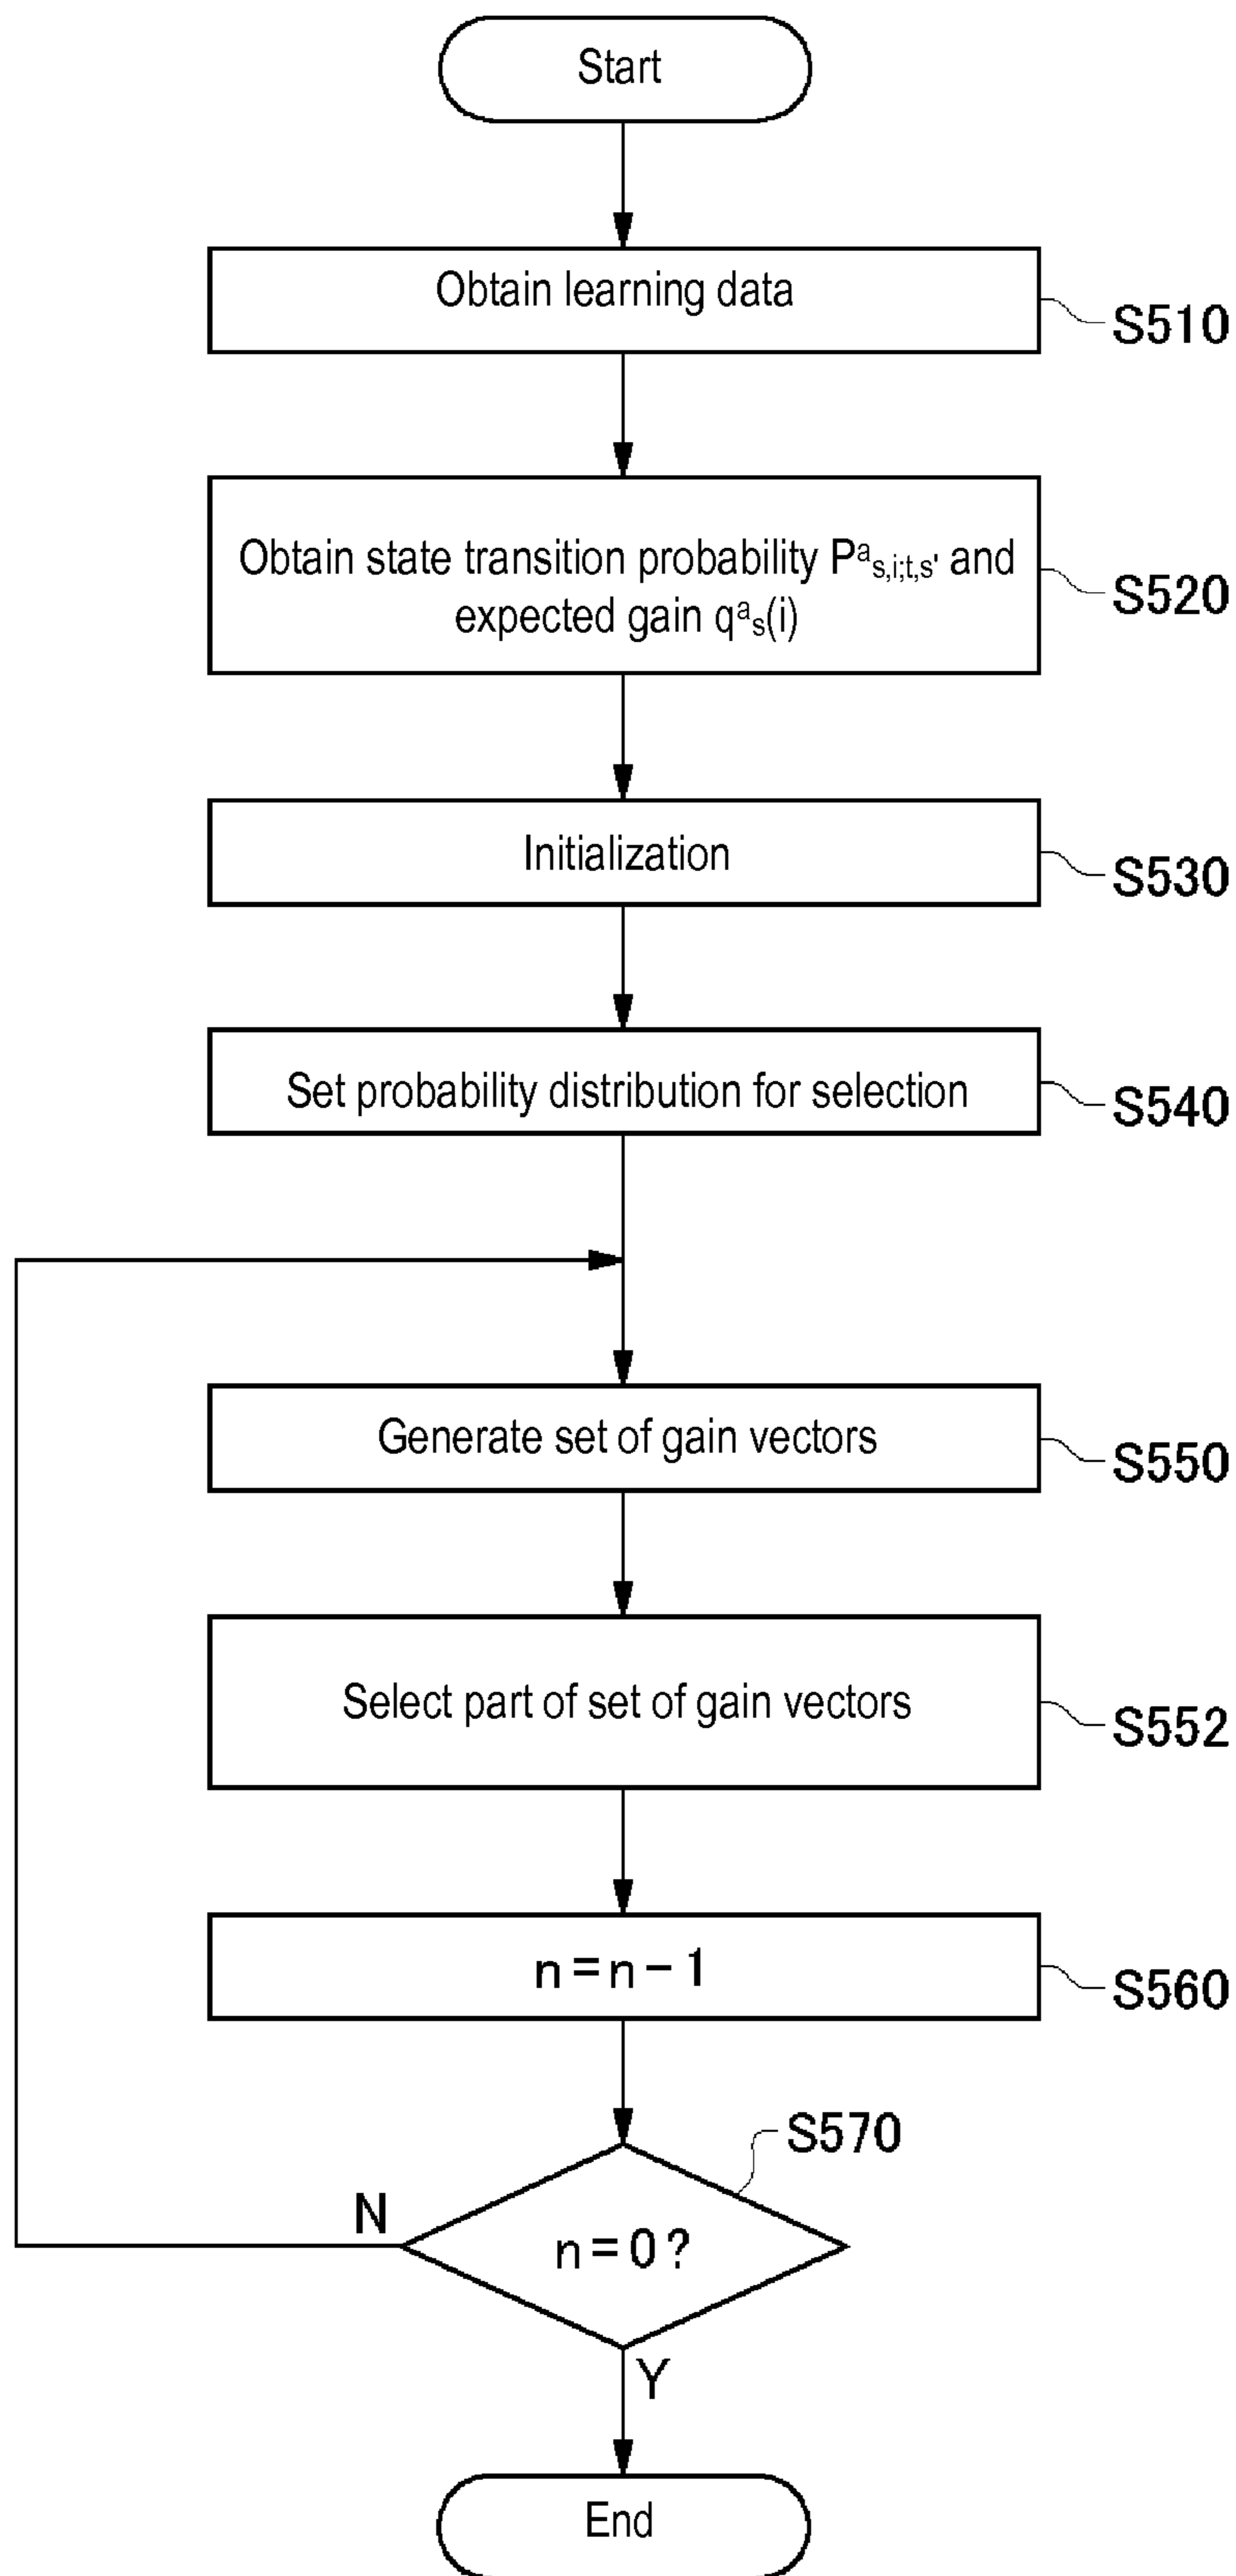 Start
Obtain learning data
S510
Obtain state transition probability Pᵃs,i;t,s' and
expected gain qᵃs(i)
S520
Initialization
S530
Set probability distribution for selection
S540
Generate set of gain vectors
S550
Select part of set of gain vectors
S552
n=n-1
S560
S570
N
n=0?
Y
End